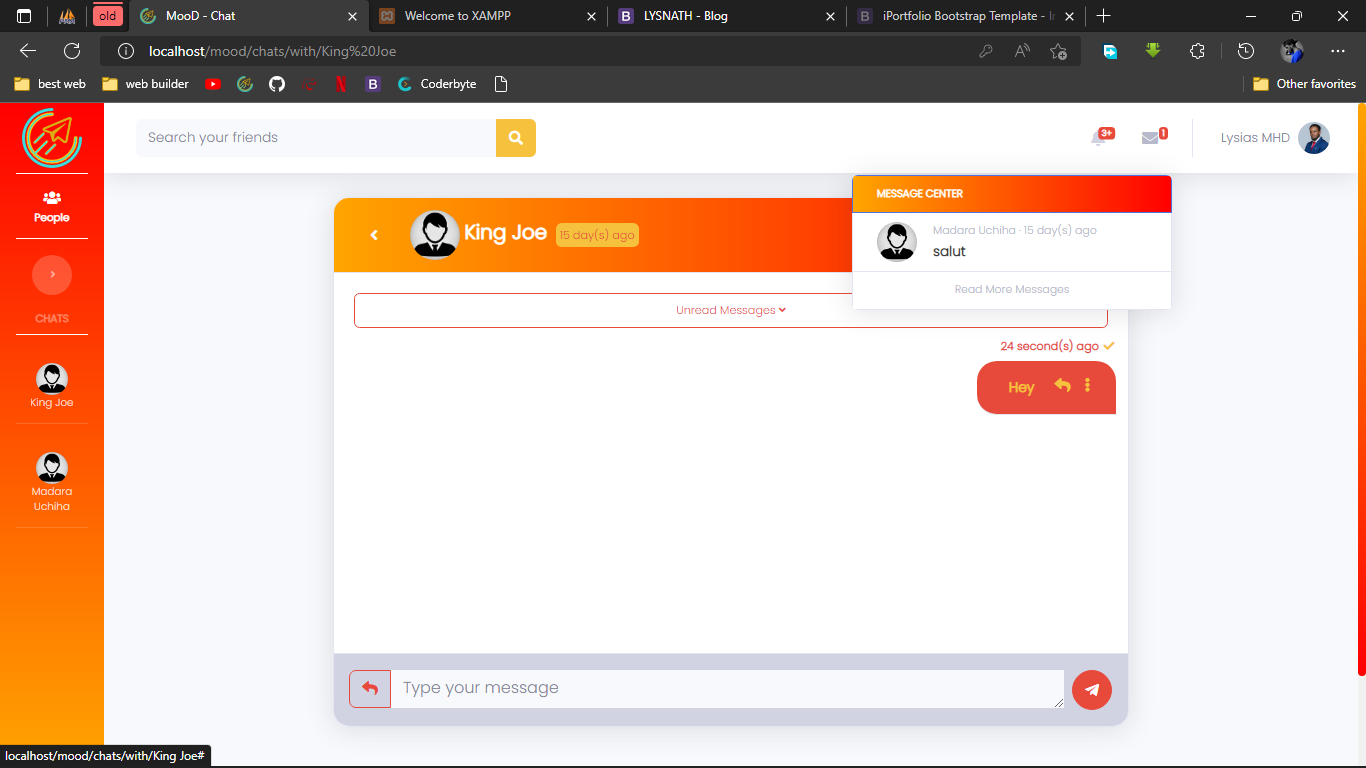 old
MooD - Chat
Welcome to XAMPP
LYSNATH - Blog
iPortfolio Bootstrap Template -
localhost/mood/chats/with/King%20Joe
best web
web builder
Coderbyte
Other favorites
Search your friends
3+
1
Lysias MHD
People
CHATS
King Joe
Madara
Uchiha
King Joe
15 day(s) ago
MESSAGE CENTER
Madara Uchiha · 15 day(s) ago
salut
Read More Messages
Unread Messages
24 second(s) ago
Hey
Type your message
localhost/mood/chats/with/King Joe#